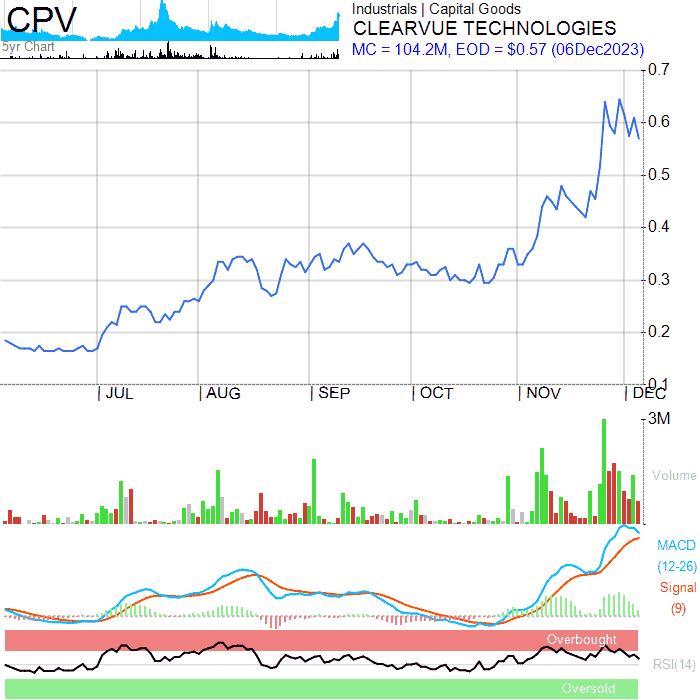 CPV
5yr Chart
Industrials | Capital Goods
CLEARVUE TECHNOLOGIES
MC = 104.2M, EOD = $0.57 (06Dec2023)
0.7
0.6
0.5
0.4
0.3
0.2
0.1
JUL AUG SEP OCT NOV DEC
3M
Volume
MACD
(12-26)
Signal
(9)
Overbought
RSI(14)
Oversold